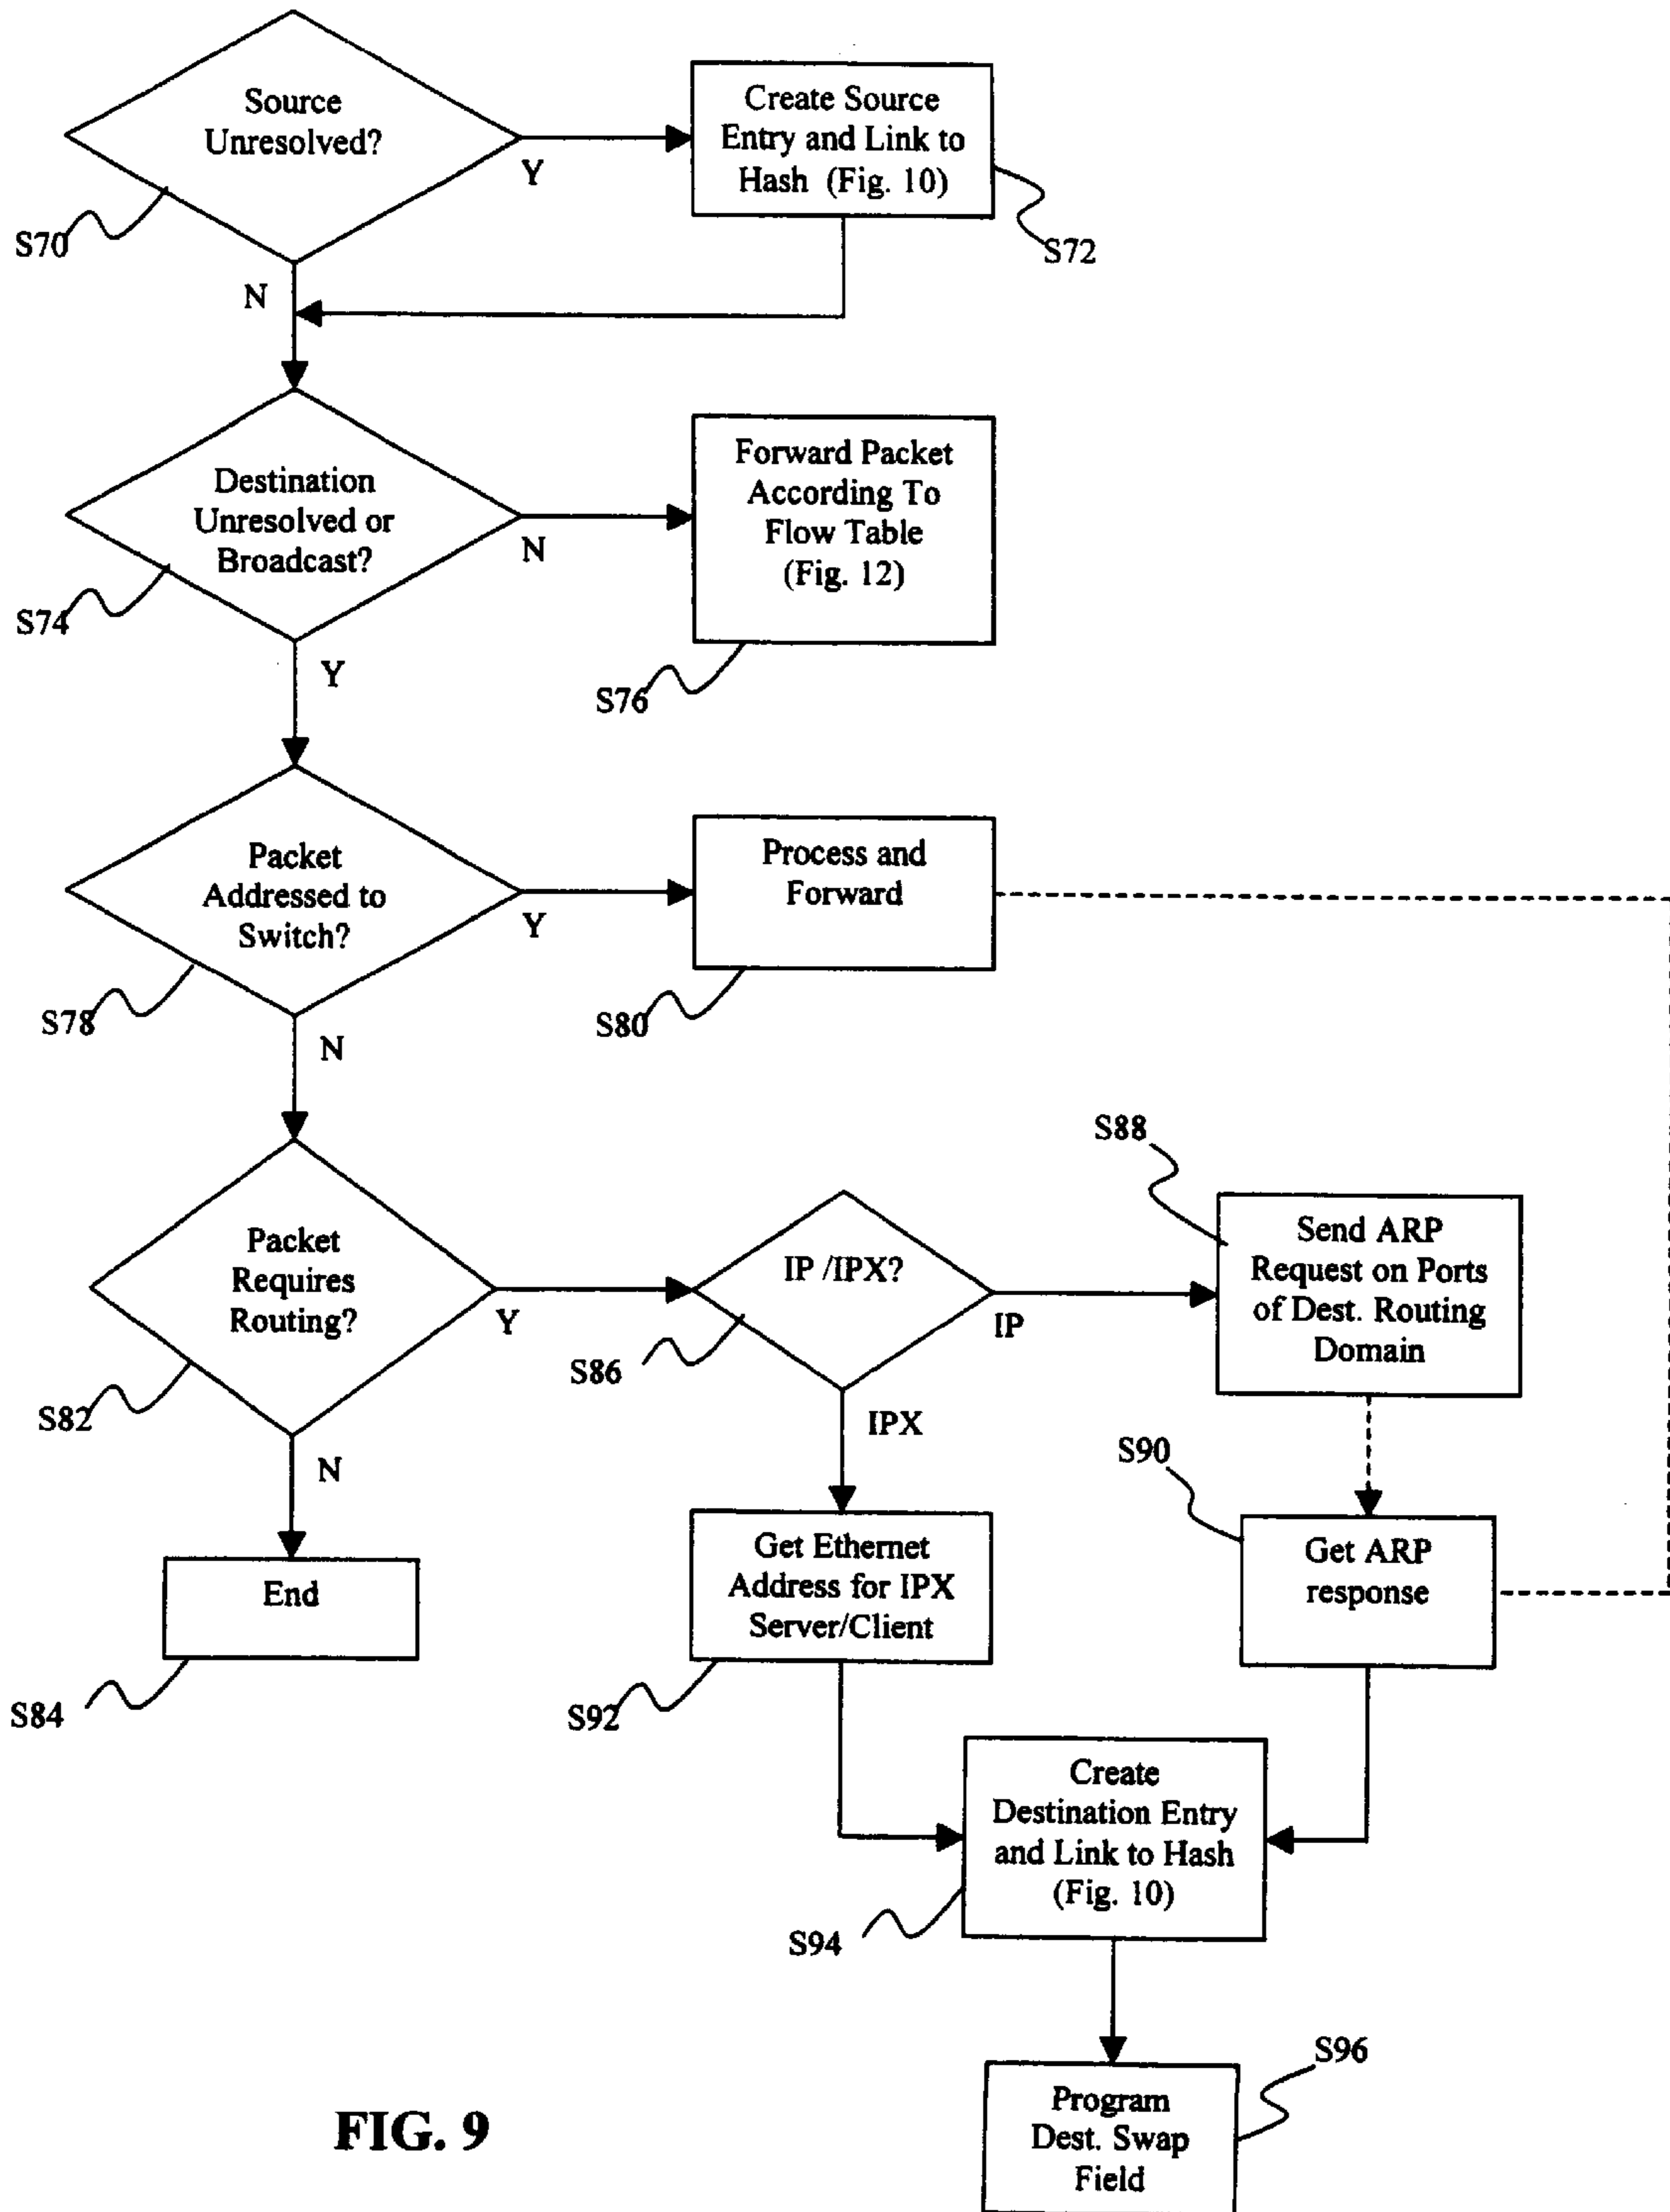 Source
Unresolved?
Y
S70
N
Create Source
Entry and Link to
Hash (Fig. 10)
S72
Destination
Unresolved or
Broadcast?
N
S74
Y
Forward Packet
According To
Flow Table
(Fig. 12)
S76
Packet
Addressed to
Switch?
Y
S78
N
Process and
Forward
S80
Packet
Requires
Routing?
Y
S82
N
End
S84
IP /IPX?
IP
S86
IPX
S88
Send ARP
Request on Ports
of Dest. Routing
Domain
S90
Get ARP
response
Get Ethernet
Address for IPX
Server/Client
S92
Create
Destination Entry
and Link to Hash
(Fig. 10)
S94
S96
Program
Dest. Swap
Field
FIG. 9